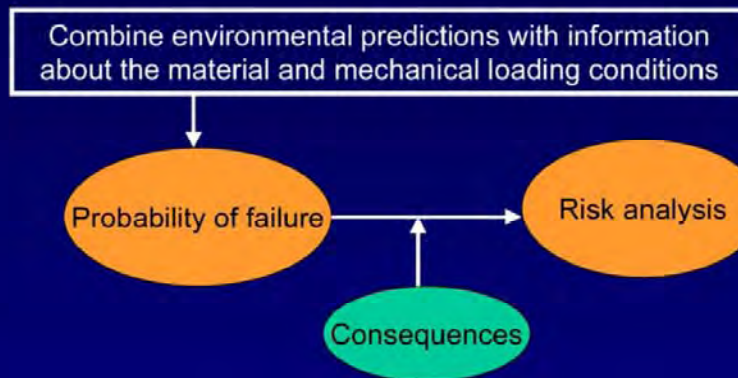 Combine environmental predictions with information
about the material and mechanical loading conditions
Probability of failure
Risk analysis
Consequences